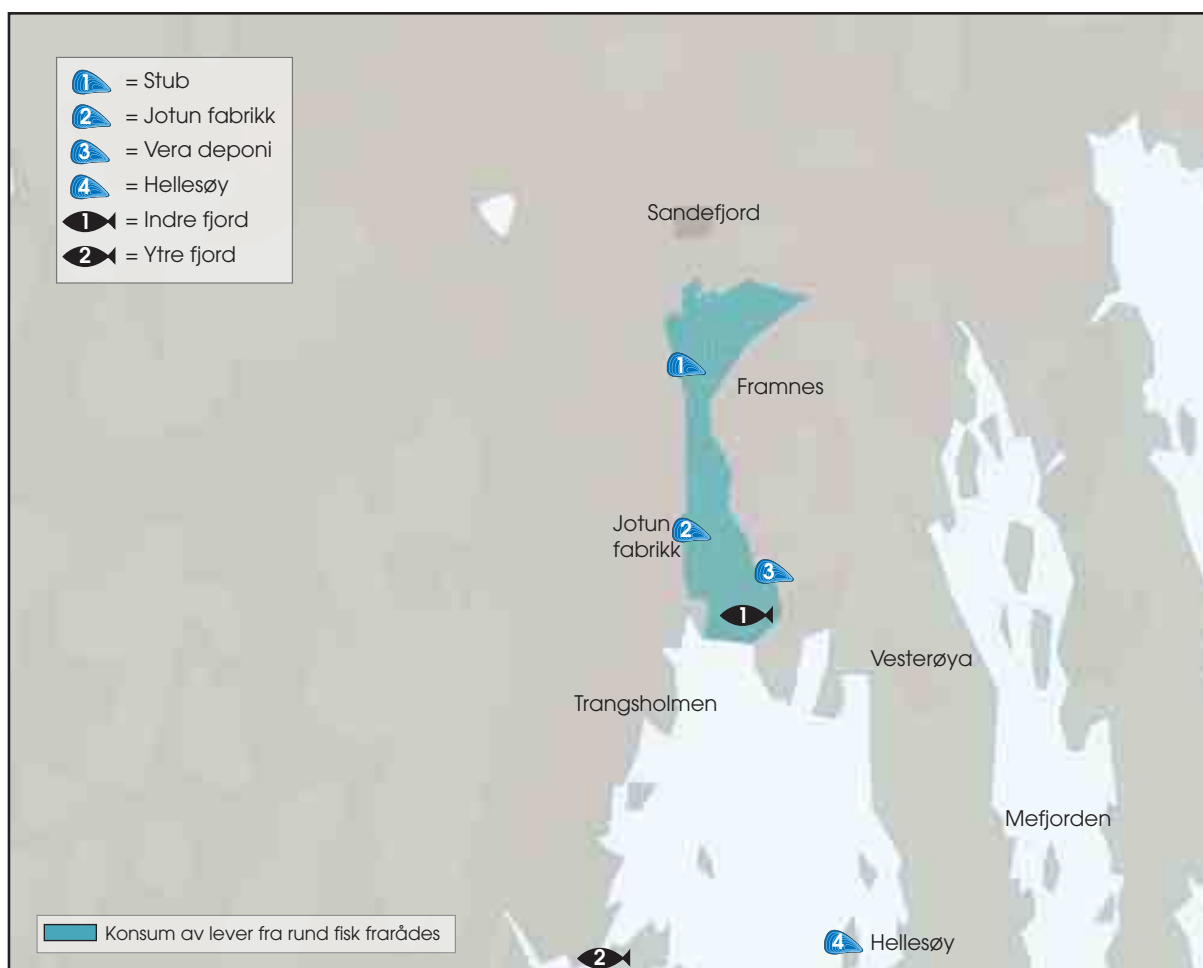 1 = Stub
2 = Jotun fabrikk
3 = Vera deponi
4 = Hellesøy
1 = Indre fjord
2 = Ytre fjord
Sandefjord
1
Framnes
Jotun
fabrikk
2
3
1
Vesterøya
Trangsholmen
Mefjorden
Konsum av lever fra rund fisk frarådes
2
4
Hellesøy